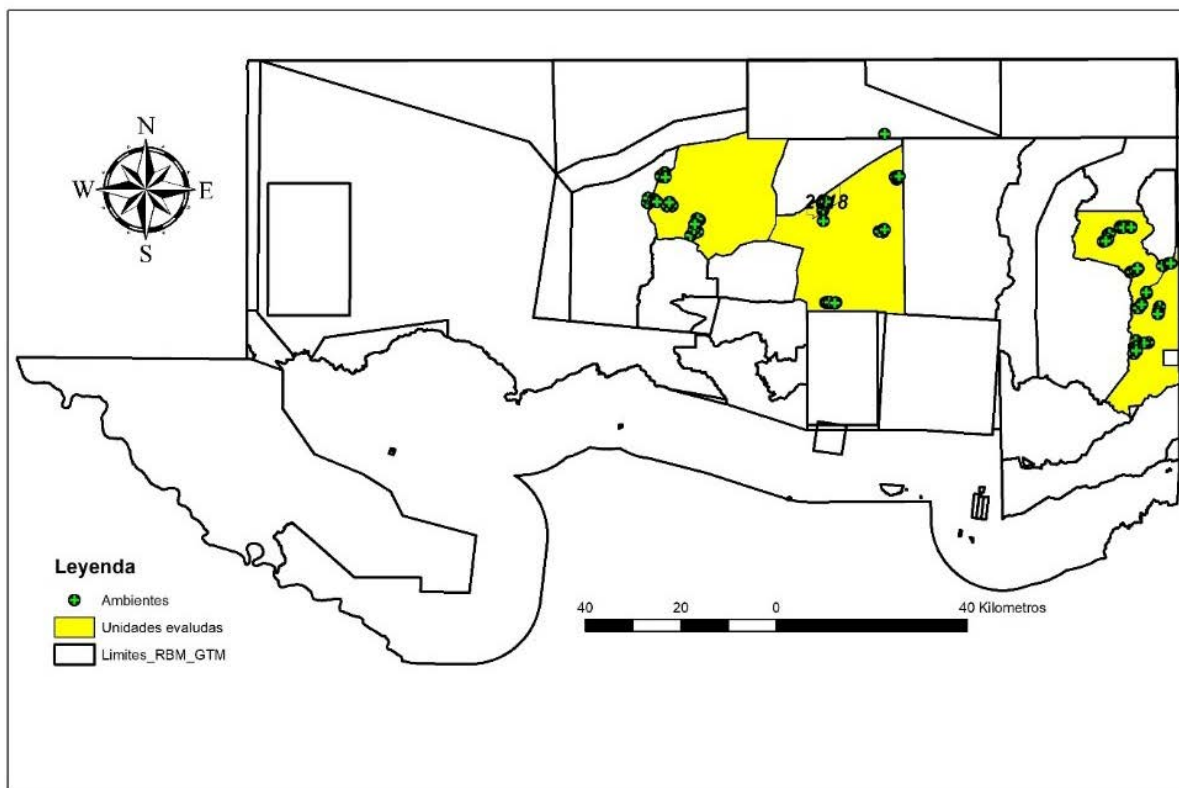 N
W E
S
2018
Leyenda
Ambientes
Unidades evaludas
Limites_RBM_GTM
40 20 0 40 Kilometros